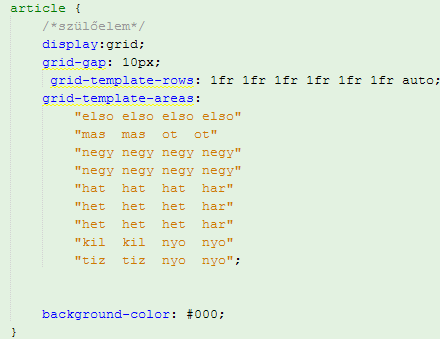 article {
/*szülőelem*/
display:grid;
grid-gap: 10px;
grid-template-rows: 1fr 1fr 1fr 1fr 1fr 1fr auto;
grid-template-areas:
"elso elso elso elso"
"mas  mas  ot  ot"
"negy negy negy negy"
"negy negy negy negy"
"hat  hat  hat  har"
"het  het  het  har"
"het  het  het  har"
"kil  kil  nyo  nyo"
"tiz  tiz  nyo  nyo";
background-color: #000;
}